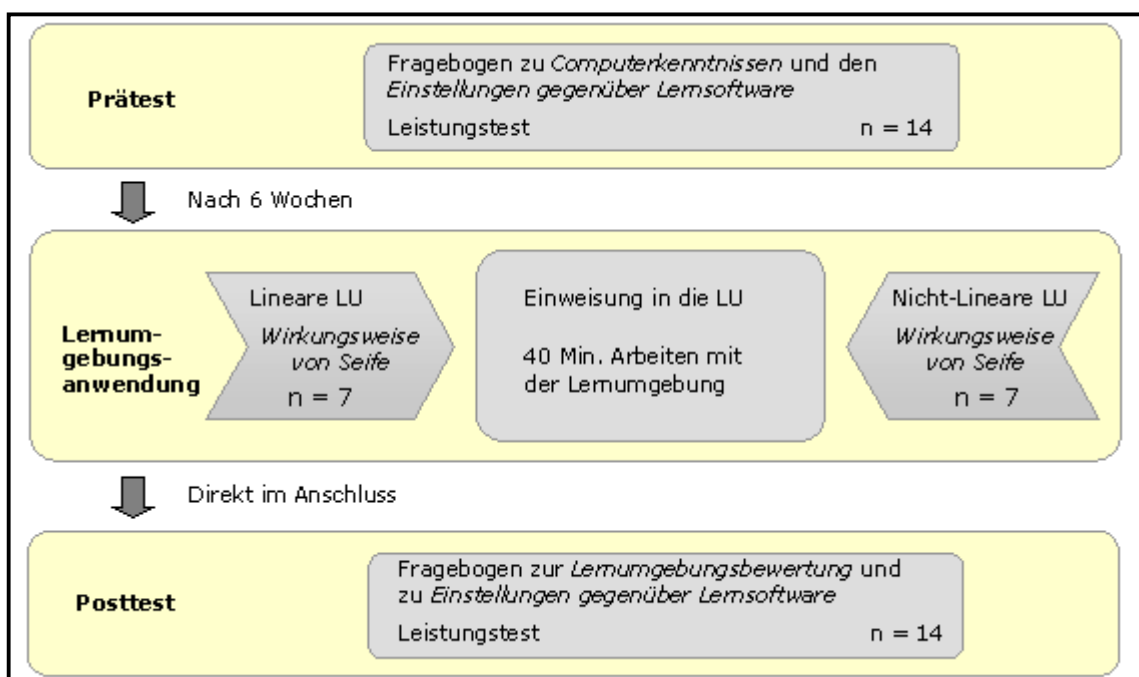 Prätest
Fragebogen zu Computerkenntnissen und den
Einstellungen gegenüber Lernsoftware
Leistungstest n = 14
Nach 6 Wochen
Lernum-
gebungs-
anwendung
Lineare LU
Wirkungsweise
von Seife
n = 7
Einweisung in die LU
40 Min. Arbeiten mit
der Lernumgebung
Nicht-Lineare LU
Wirkungsweise
von Seife
n = 7
Direkt im Anschluss
Posttest
Fragebogen zur Lernumgebungsbewertung und
zu Einstellungen gegenüber Lernsoftware
Leistungstest n = 14